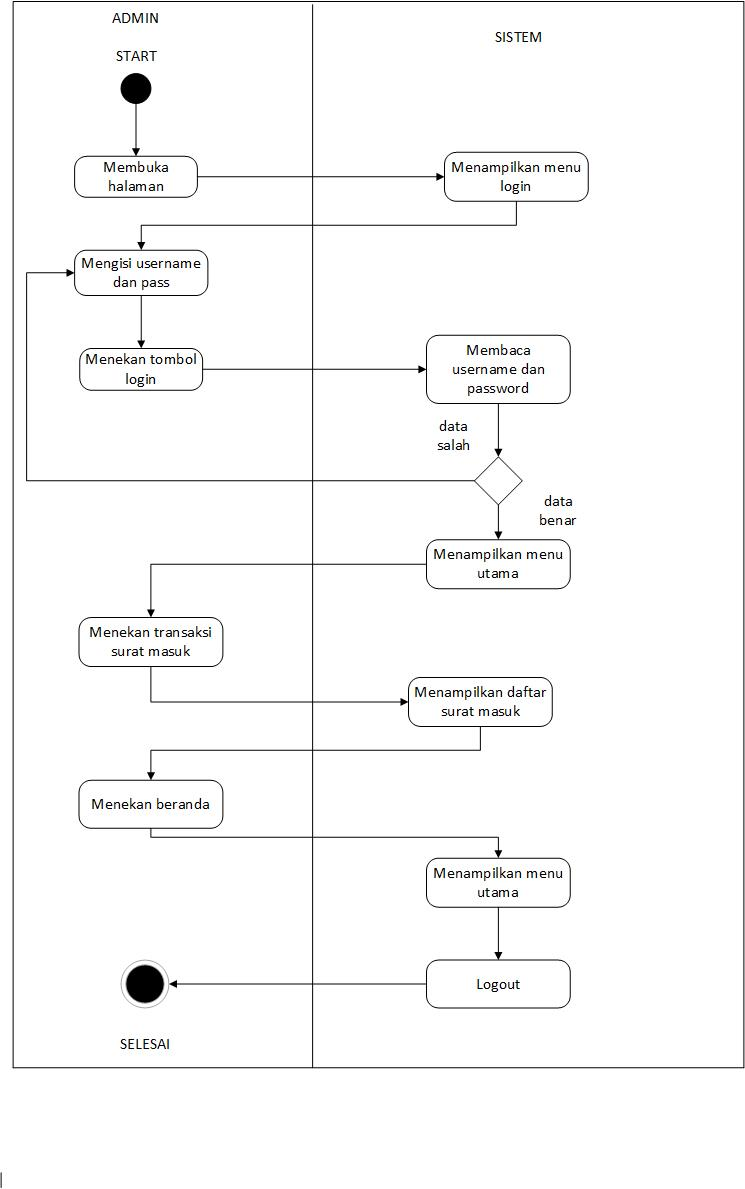 ADMIN
SISTEM
START
Membuka
halaman
Menampilkan menu
login
Mengisi username
dan pass
Menekan tombol
login
Membaca
username dan
password
data
salah
data
benar
Menampilkan menu
utama
Menekan transaksi
surat masuk
Menampilkan daftar
surat masuk
Menekan beranda
Menampilkan menu
utama
Logout
SELESAI